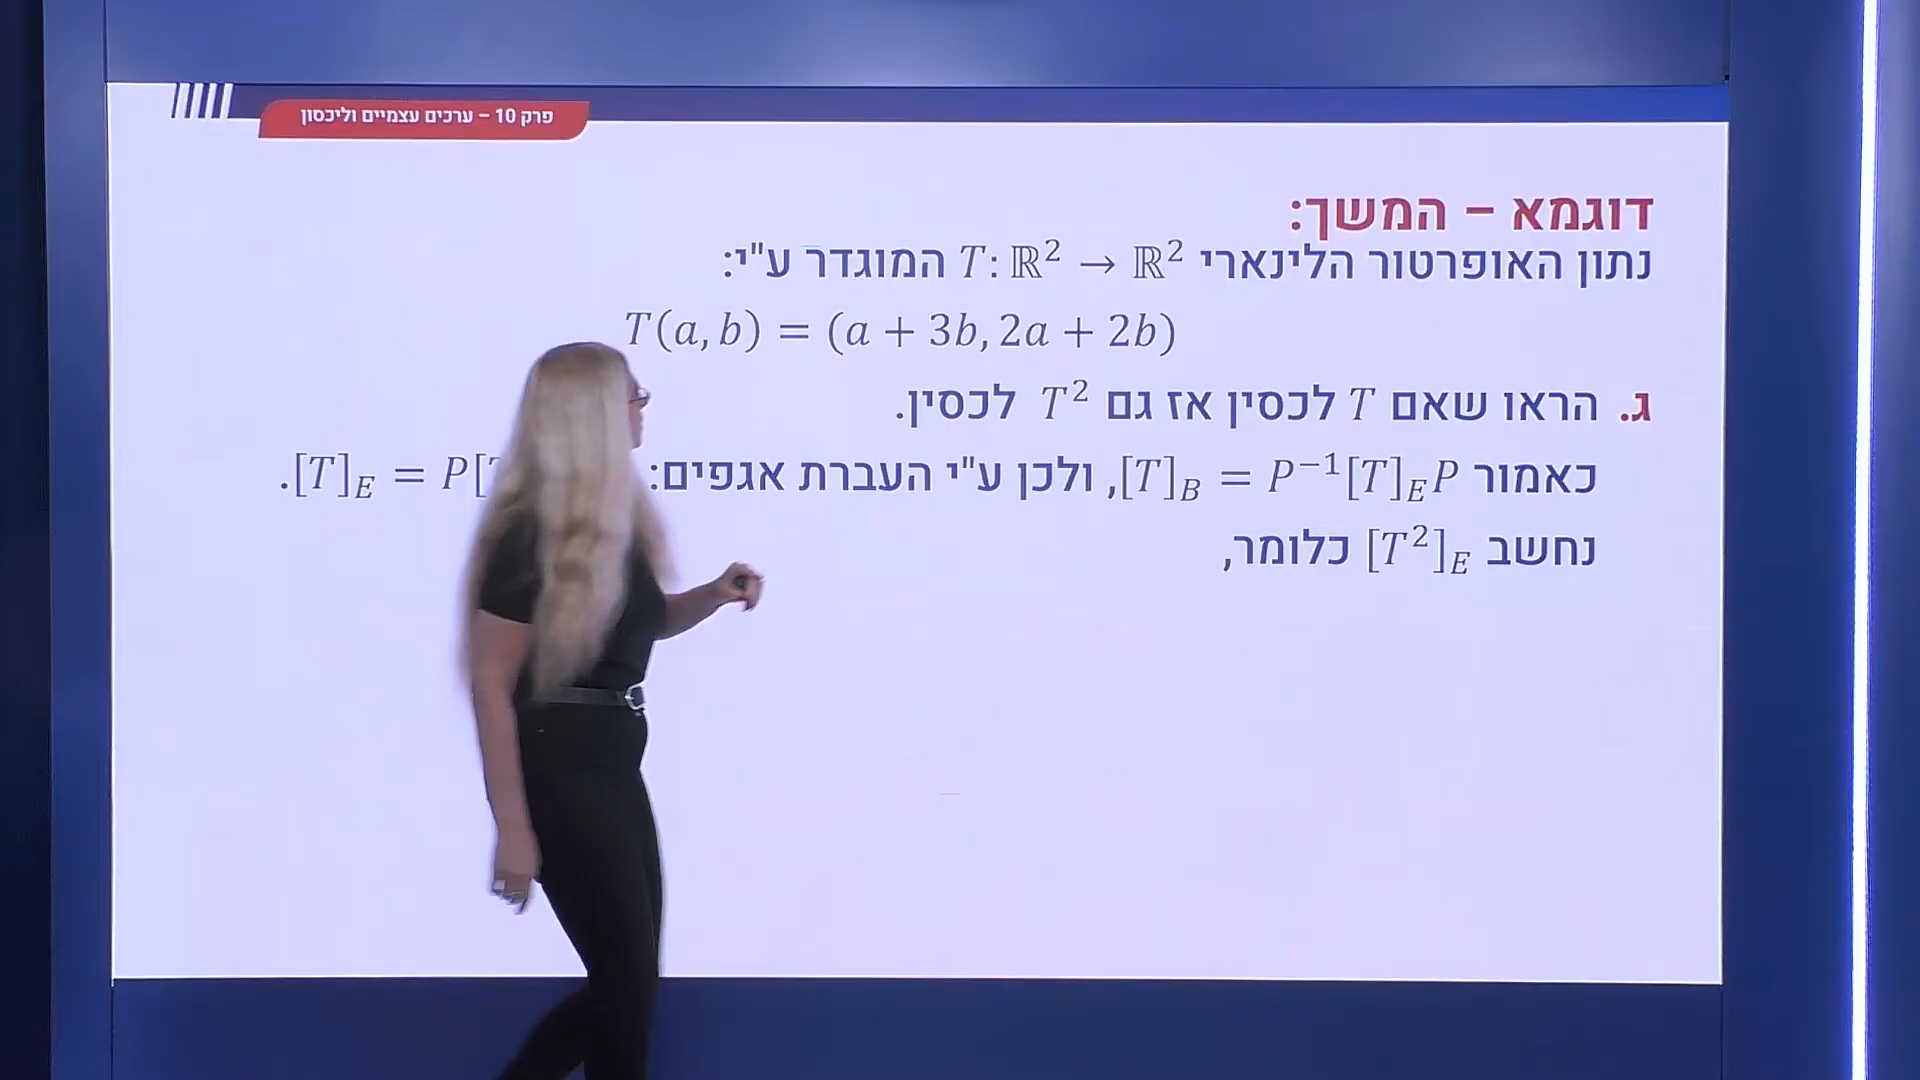 פרק 10 – ערכים עצמיים וליכסון
דוגמא – המשך:
נתון האופרטור הלינארי T: ℝ² → ℝ² המוגדר ע"י:
T(a, b) = (a + 3b, 2a + 2b)
ג. הראו שאם T לכסין אז גם T² לכסין.
כאמור [T]_B = P⁻¹[T]_E P, ולכן ע"י העברת אגפים: [T]_E = P[
נחשב [T²]_E כלומר,